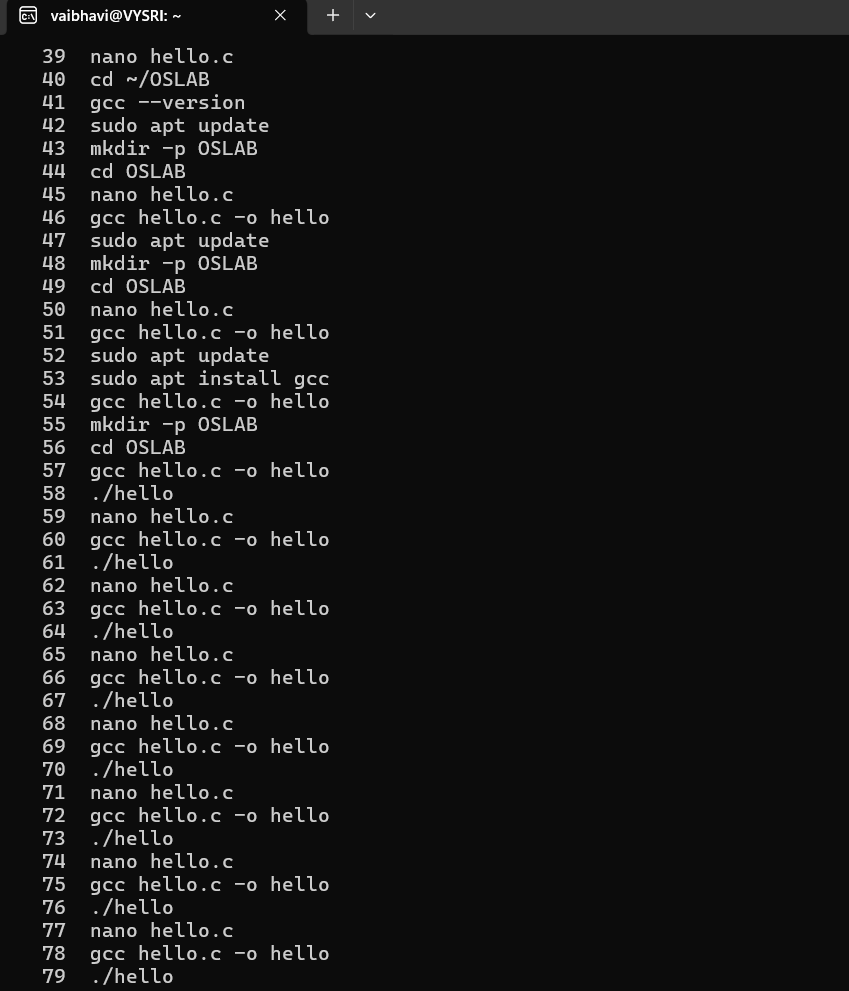 vaibhavi@VYSRI: ~
39 nano hello.c
40 cd ~/OSLAB
41 gcc --version
42 sudo apt update
43 mkdir -p OSLAB
44 cd OSLAB
45 nano hello.c
46 gcc hello.c -o hello
47 sudo apt update
48 mkdir -p OSLAB
49 cd OSLAB
50 nano hello.c
51 gcc hello.c -o hello
52 sudo apt update
53 sudo apt install gcc
54 gcc hello.c -o hello
55 mkdir -p OSLAB
56 cd OSLAB
57 gcc hello.c -o hello
58 ./hello
59 nano hello.c
60 gcc hello.c -o hello
61 ./hello
62 nano hello.c
63 gcc hello.c -o hello
64 ./hello
65 nano hello.c
66 gcc hello.c -o hello
67 ./hello
68 nano hello.c
69 gcc hello.c -o hello
70 ./hello
71 nano hello.c
72 gcc hello.c -o hello
73 ./hello
74 nano hello.c
75 gcc hello.c -o hello
76 ./hello
77 nano hello.c
78 gcc hello.c -o hello
79 ./hello